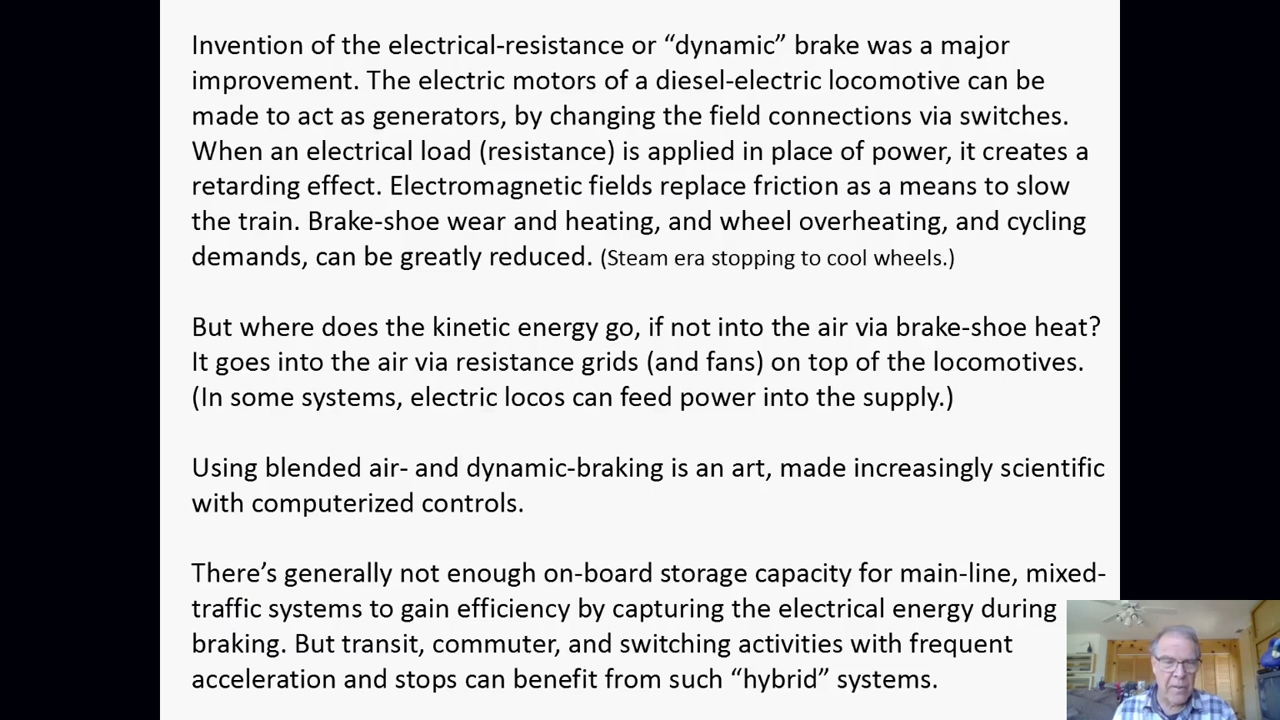 Invention of the electrical-resistance or “dynamic” brake was a major
improvement. The electric motors of a diesel-electric locomotive can be
made to act as generators, by changing the field connections via switches.
When an electrical load (resistance) is applied in place of power, it creates a
retarding effect. Electromagnetic fields replace friction as a means to slow
the train. Brake-shoe wear and heating, and wheel overheating, and cycling
demands, can be greatly reduced. (Steam era stopping to cool wheels.)
But where does the kinetic energy go, if not into the air via brake-shoe heat?
It goes into the air via resistance grids (and fans) on top of the locomotives.
(In some systems, electric locos can feed power into the supply.)
Using blended air- and dynamic-braking is an art, made increasingly scientific
with computerized controls.
There’s generally not enough on-board storage capacity for main-line, mixed-
traffic systems to gain efficiency by capturing the electrical energy during
braking. But transit, commuter, and switching activities with frequent
acceleration and stops can benefit from such “hybrid” systems.